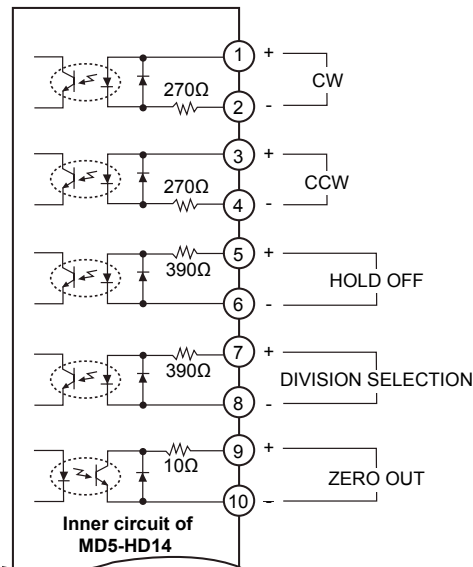 1 + CW
270Ω
2 -
3 + CCW
270Ω
4 -
5 +
390Ω HOLD OFF
6 -
7 +
390Ω DIVISION SELECTION
8 -
9 +
10Ω ZERO OUT
10 -
Inner circuit of
MD5-HD14